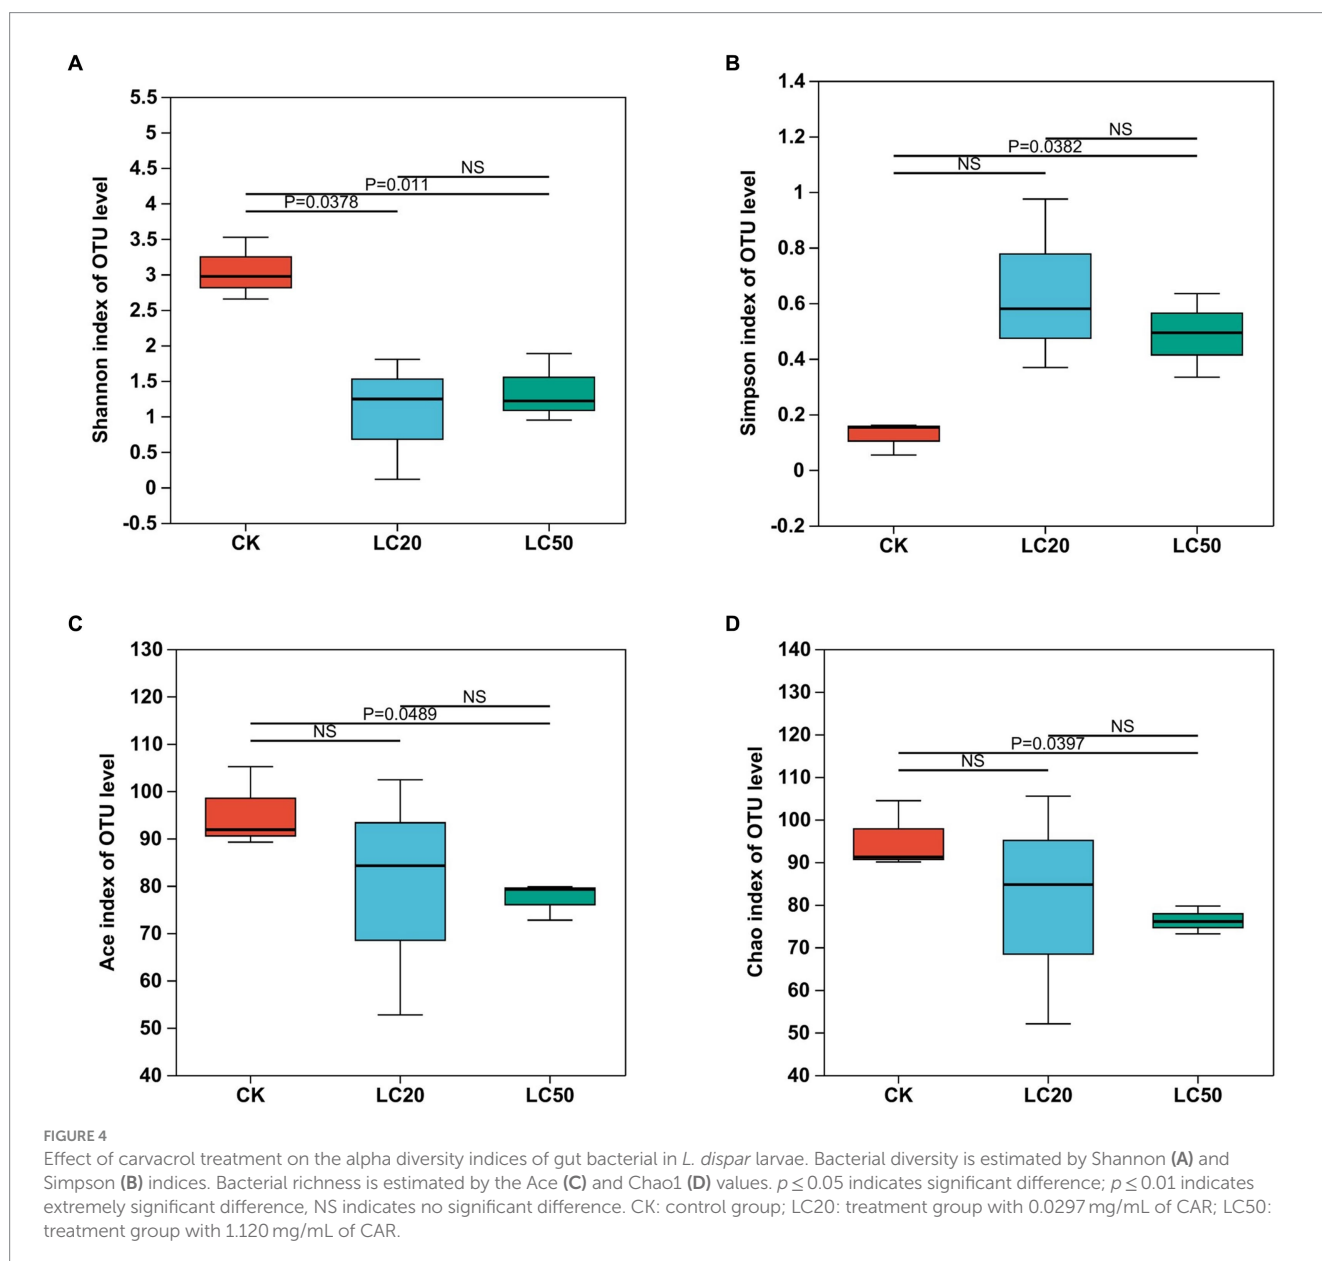 A
Shannon index of OTU level
5.5
5
4.5
4
3.5
3
2.5
2
1.5
1
0.5
0
-0.5
NS
P=0.011
P=0.0378
CK LC20 LC50
B
Simpson index of OTU level
1.4
1.2
1
0.8
0.6
0.4
0.2
0
-0.2
NS
P=0.0382
NS
CK LC20 LC50
C
Ace index of OTU level
130
120
110
100
90
80
70
60
50
40
NS
P=0.0489
NS
CK LC20 LC50
D
Chao index of OTU level
140
130
120
110
100
90
80
70
60
50
40
NS
P=0.0397
NS
CK LC20 LC50
FIGURE 4
Effect of carvacrol treatment on the alpha diversity indices of gut bacterial in L. dispar larvae. Bacterial diversity is estimated by Shannon (A) and
Simpson (B) indices. Bacterial richness is estimated by the Ace (C) and Chao1 (D) values. p ≤ 0.05 indicates significant difference; p ≤ 0.01 indicates
extremely significant difference, NS indicates no significant difference. CK: control group; LC20: treatment group with 0.0297 mg/mL of CAR; LC50:
treatment group with 1.120 mg/mL of CAR.